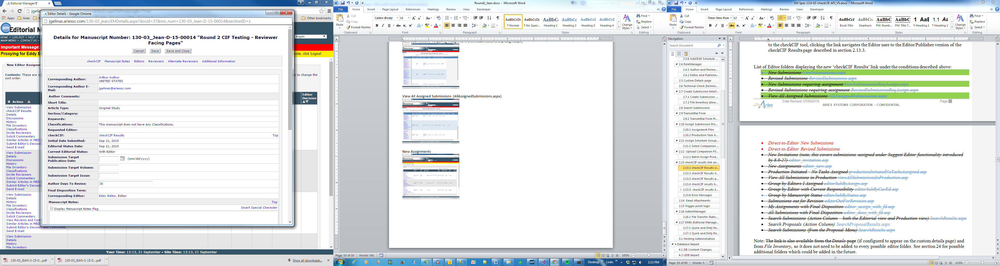 Editorial Manager®
jgelin
Apps
Aries
Other bookmarks
Editorial M
HOME • LOG OUT • HELP •
MAIN MENU • CONTACT US •
English
Important Message:
Proxying for Eddy E
node, click 'Logout'.
New Editor Assignm
Contents: These are s
s to change the
sort order.
Action
Editor
Decision
View Submission
checkCIF Results
Details
Discussions
History
File Inventory
Classifications
Invite Reviewers
Solicit Commentary
Similar Articles in MED
Submit Editor's Decisio
Send E-mail
View Submission
Details
Discussions
History
File Inventory
Classifications
Invite Reviewers
Solicit Commentary
Similar Articles in MED
Submit Editor's Decisio
Send E-mail
View Submission
Details
History
File Inventory
Classifications
Invite Reviewers
Solicit Commentary
View Reviews and Com
Similar Articles in MED
Submit Editor's Decision and Comments
Send E-mail
View Submission
Details
History
File Inventory
Your Time: 13:13, 21 September • Site Time: 13:13, 21 September
130-03_JEAN-S-15-0....pdf
130-03_JEAN-S-15-0....pdf
Show all downloads...
Editor Details - Google Chrome
jgelinas.ariessc.com/130-03_jean/EMDetails.aspx?docid=37&ms_num=130-03_Jean-D-15-00014&sectionID=1
Details for Manuscript Number: 130-03_Jean-D-15-00014 "Round 2 CIF Testing - Reviewer
Facing Pages"
Cancel Save Save and Close
checkCIF Manuscript Notes Editors Reviewers Alternate Reviewers Additional Information
Corresponding Author: Arthur Author
UNITED STATES
Corresponding Author E-
Mail: jgelinas@ariessc.com
Author Comments:
Short Title:
Article Type: Original Study
Section/Category:
Keywords:
Classifications: This manuscript does not have any Classifications.
Requested Editor:
checkCIF: checkCIF Results Top
Initial Date Submitted: Sep 21, 2015
Editorial Status Date: Sep 21, 2015
Current Editorial Status: With Editor
Submission Target
Publication Date: (mm/dd/yyyy)
Submission Target Volume:
Submission Target Issue:
Author Days To Revise: 30
Final Disposition Term:
Corresponding Editor: Eddy Editor, Editor
Manuscript Notes: Top
Display Manuscript Notes Flag Insert Special Character
Round2_Jean.docx - Microsoft Word
File Home Insert Page Layout References Mailings Review View Developer
Paste
Cut
Copy
Format Painter
Calibri (Body) 11
¶ Normal ¶ No Spaci... Heading 1 Heading 2 Heading 3 Heading 4
Change
Styles
Find
Replace
Select
Clipboard Font Paragraph Styles Editing
View All Assigned Submissions (AllAssignedSubmissions.aspx)
New Assignments
Page: 10 of 10 Words: 141 105%
Desktop Links 1:13 PM
EM Spec 13.0-03 checkCIF API_V5.docx - Microsoft Word
File Home Insert Page Layout References Mailings Review View Developer
Paste
Cut
Copy
Format Painter
Times New Rom 12
Book Title Emphasis FM: Numb... FM: Title T... ¶ Heading 1 ¶ Heading 2
Change
Styles
Find
Replace
Select
Clipboard Font Paragraph Styles Editing
Navigation
Search Document
2.3.6 Add/Edit Schedule ...
2.4 RoleManager
2.4.1 Author and Review...
2.4.2 Editor and Publishe...
2.5 Custom Details page
2.6 Technical Check [technic...
2.7 Create Submission Interf...
2.7.1 Create Submission ...
2.7.2 File Inventory [dow...
2.8 Search Submissions
2.9 Transmittal Form
2.9.1 Transmittal Form Pr...
2.10 Assign Submission Pro...
2.10.1 Assignment Files
2.10.2 Production Task A...
2.11 Assign Schedule Group...
2.11.1 Select Companion ...
2.12 Upload Companion Fil...
2.12.1 Batch Assign Prod...
2.13 checkCIF results link an...
2.13.1 checkCIF Results Li...
2.13.2 checkCIF Results li...
2.13.3 checkCIF Results p...
2.13.4 checkCIF results li...
2.13.5 checkCIF results li...
2.13.6 Error Messages
2.14 Email Attachments
2.15 Trigger point logic
2.16 AdminManager
2.16.1 File Transfer Statis...
2.17 EMIA (Editorial Manage...
2.17.1 Quick and Dirty Re...
2.17.2 Quick and Dirty Re...
3.1 Hosting Administration
4 Database Impact
4.1 DB Content Changes
4.2 UDB Impact
to the checkCIF tool, clicking the link navigates the Editor user to the Editor/Publisher version of the
checkCIF Results page described in section 2.13.3.
List of Editor folders displaying the new ‘checkCIF Results’ link under the conditions described above:
• New Submissions NewSubmissions.aspx
• Revised Submissions RevisedSubmissions.aspx
• New Submissions requiring assignment NewSubmissionsReqAssign.aspx
• Revised Submissions requiring assignment RevisedSubmissionsReqAssign.aspx
• View All Assigned Submissions AllAssignedSubmissions.aspx
Aries
Date Revised: 07/06/2015 Page 55
ARIES SYSTEMS CORPORATION – CONFIDENTIAL
• Direct-to-Editor New Submissions
• Direct-to-Editor Revised Submissions
• New Invitations (note, this covers submissions assigned under Suggest Editor functionality introduced
by 8.0-27) editor_invitation.asp
• New Assignments editor_new.asp
• Production Initiated – No Tasks Assigned productionInitiatedNoTasksAssigned.asp
• View All Submissions in Production viewAllSubmissionsInProduction.asp
• Group by Editors I Assigned editorSubByAssign.asp
• Group by Editor with Current Responsibility editorSubByCurEd.asp
• Group by Manuscript Status editorSubByStatus.asp
• Submissions out for Revision editorOutForRevision.asp
• My Assignments with Final Disposition editor_assign_with_fd.asp
• All Submissions with Final Disposition editor_docs_with_fd.asp
• Search Submissions (Action Column – both the Editorial view and Production view) SearchResults.aspx
• Search Proposals (Action Column) SearchProposalResults.aspx
• Search Submissions (from the Proposal Menu) SearchResults.aspx
Note: The link is also available from the Details page (if configured to appear on the custom details page) and
from File Inventory, so it does not need to be added to every possible editor folder. See section 24 for possible
additional folders which could be added in the future.
Page: 55 of 93 Words: 5 115%